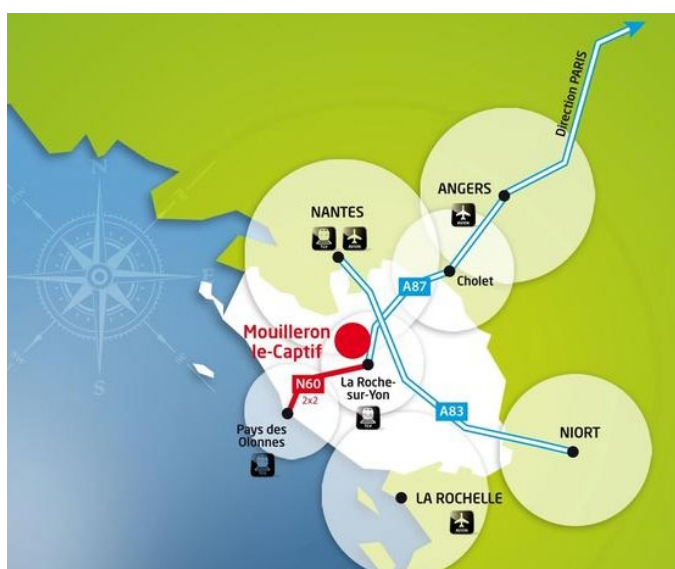 Direction PARIS
N
ANGERS
NANTES
E
Cholet
A87
Mouilleron
-le-Captif
La Roche-
sur-Yon
N60
2x2
A83
NIORT
Pays des
Olonnes
S
LA ROCHELLE